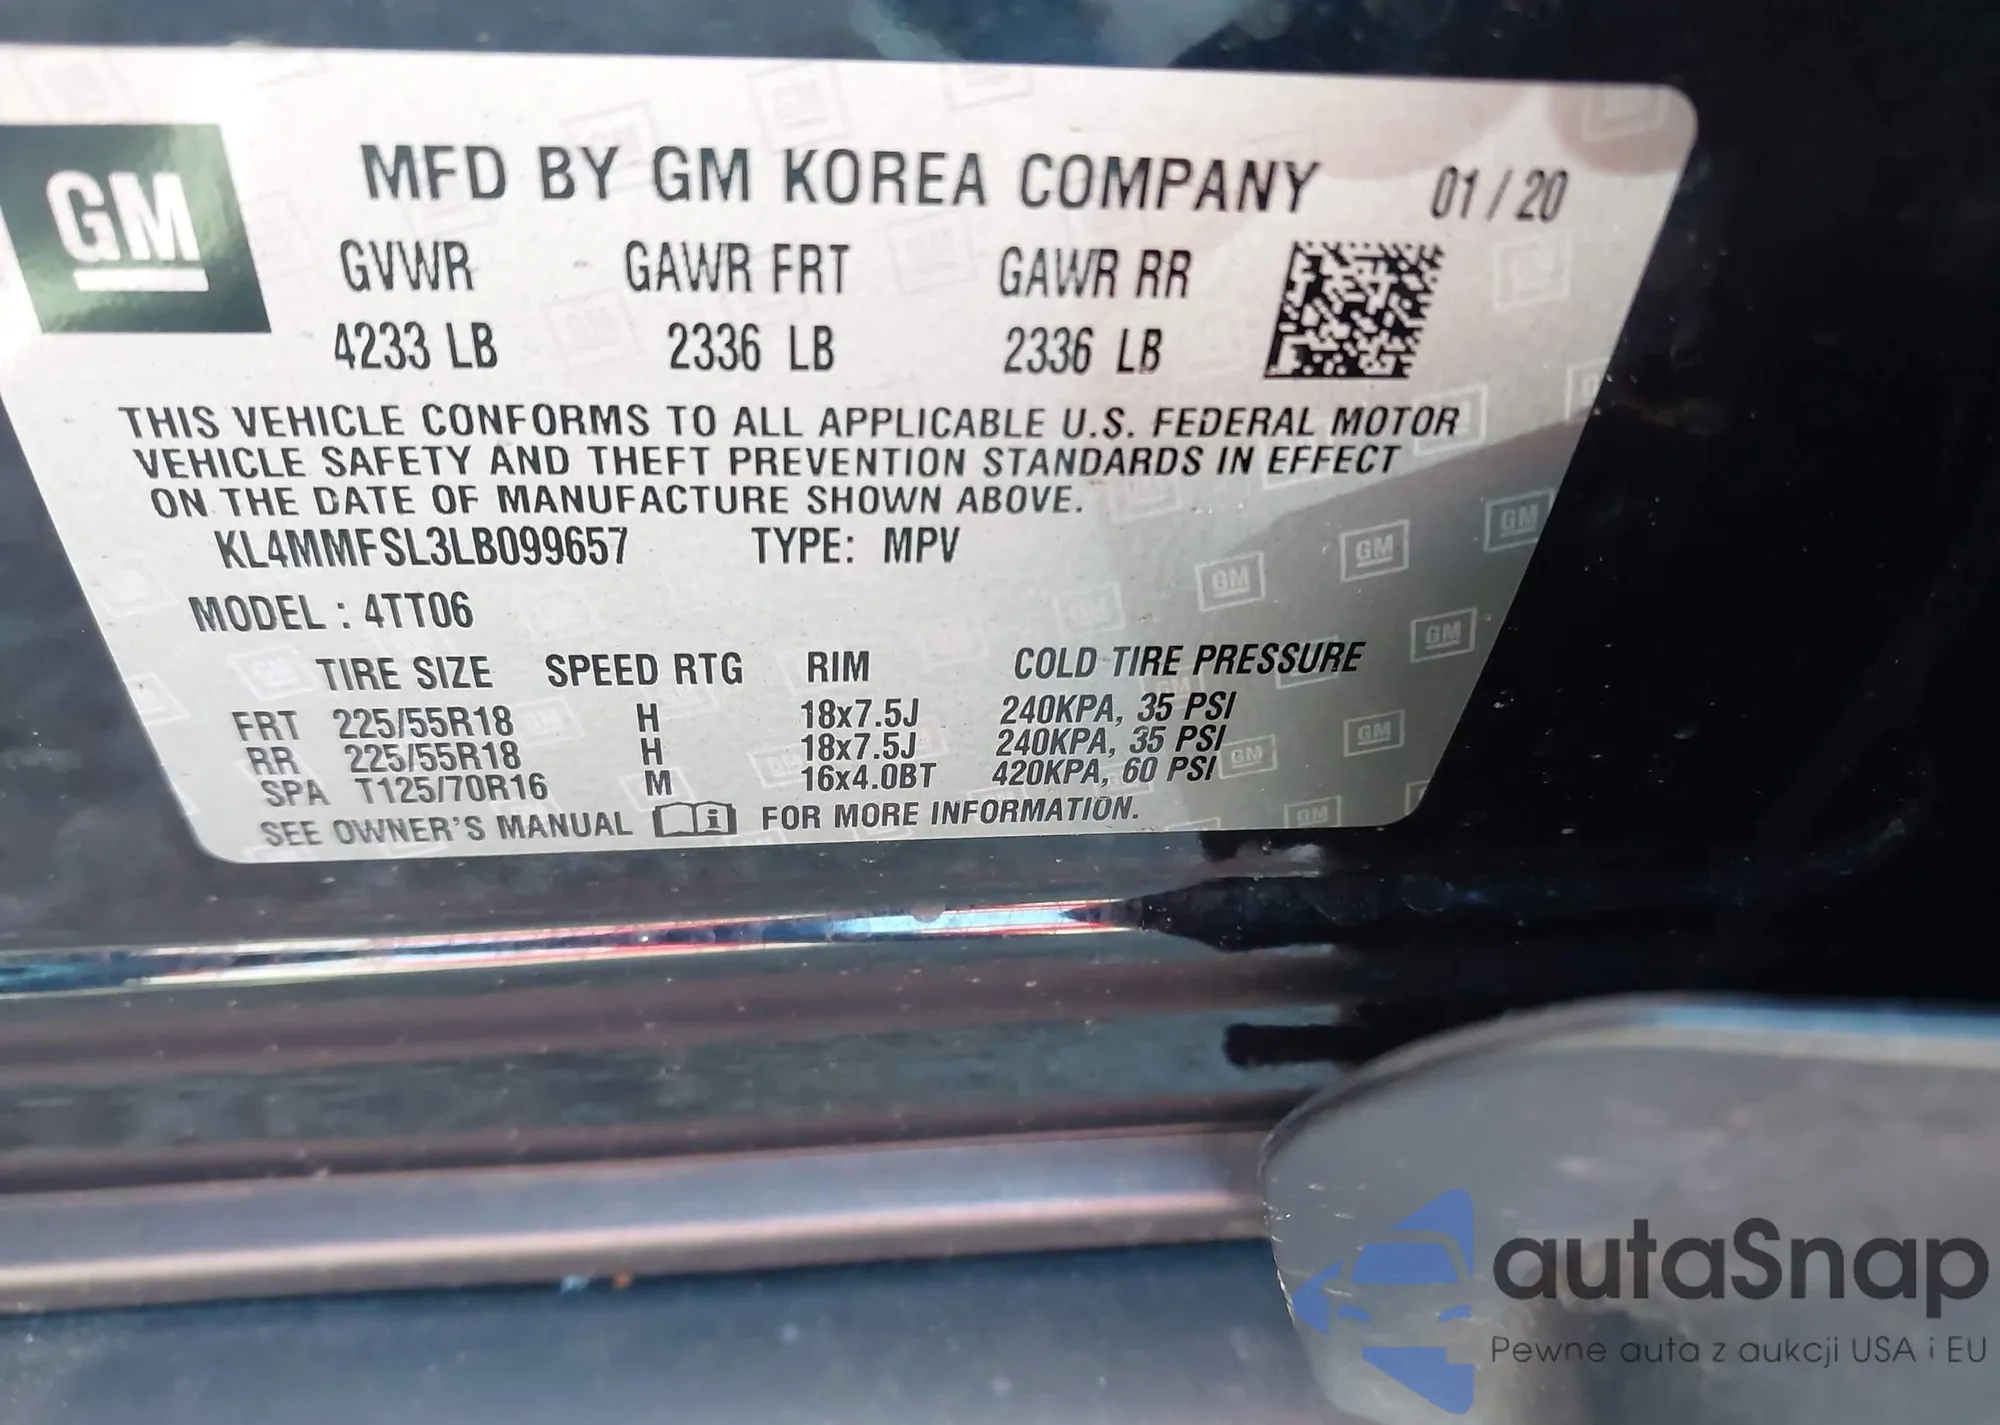 GM
MFD BY GM KOREA COMPANY 01/20
GVWR GAWR FRT GAWR RR
4233 LB 2336 LB 2336 LB
THIS VEHICLE CONFORMS TO ALL APPLICABLE U.S. FEDERAL MOTOR
VEHICLE SAFETY AND THEFT PREVENTION STANDARDS IN EFFECT
ON THE DATE OF MANUFACTURE SHOWN ABOVE.
KL4MMFSL3LB099657 TYPE: MPV
MODEL : 4TT06
TIRE SIZE SPEED RTG RIM COLD TIRE PRESSURE
FRT 225/55R18 H 18x7.5J 240KPA, 35 PSI
RR 225/55R18 H 18x7.5J 240KPA, 35 PSI
SPA T125/70R16 M 16x4.0BT 420KPA, 60 PSI
SEE OWNER'S MANUAL FOR MORE INFORMATION.
autaSnap
Pewne auta z aukcji USA i EU